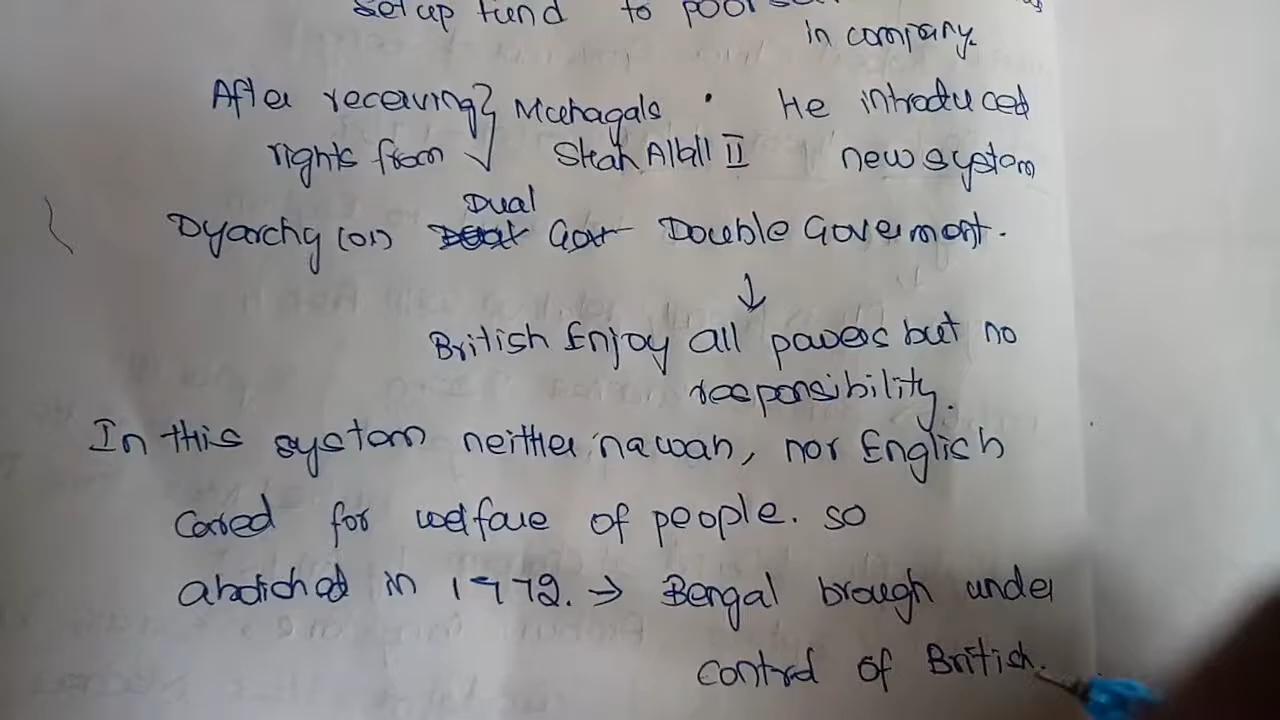 set up fund to poor
in company.
After receiving } Mcuhagals . He introduced
rights from Shah Alall II new system
Dual
Dyarchy (or) Govt Double Goverment.
↓
British Enjoy all powers but no
responsibility.
In this system neither nawab, nor English
Cared for welfare of people. so
abolished in 1772. → Bengal brough under
control of British.